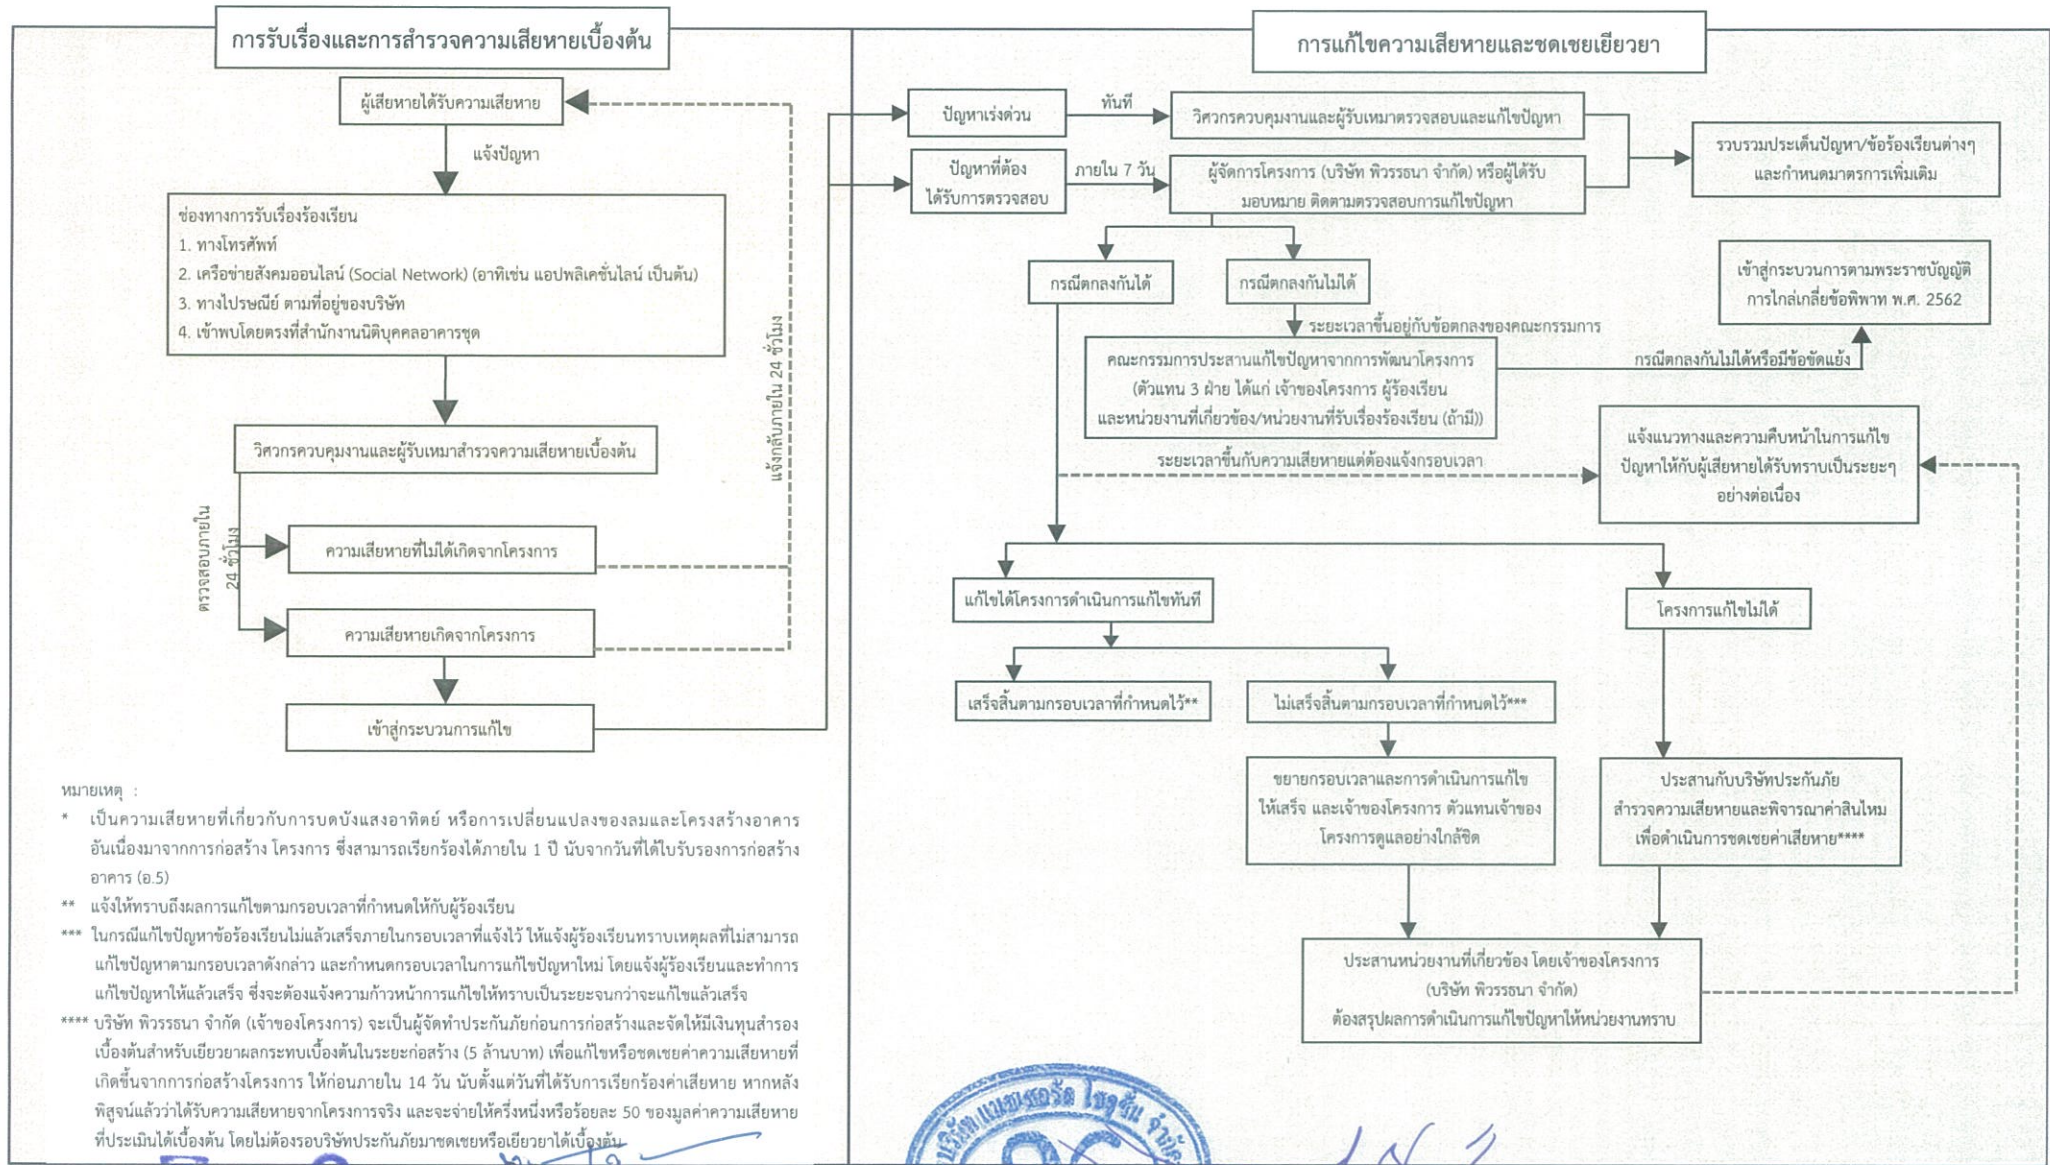 การรับเรื่องและการสำรวจความเสียหายเบื้องต้น
ผู้เสียหายได้รับความเสียหาย
แจ้งปัญหา
ช่องทางการรับเรื่องร้องเรียน
1. ทางโทรศัพท์
2. เครือข่ายสังคมออนไลน์ (Social Network) (อาทิเช่น แอปพลิเคชั่นไลน์ เป็นต้น)
3. ทางไปรษณีย์ ตามที่อยู่ของบริษัท
4. เข้าพบโดยตรงที่สำนักงานนิติบุคคลอาคารชุด
แจ้งกลับภายใน 24 ชั่วโมง
วิศวกรควบคุมงานและผู้รับเหมาสำรวจความเสียหายเบื้องต้น
ตรวจสอบภายใน
24 ชั่วโมง
ความเสียหายที่ไม่ได้เกิดจากโครงการ
ความเสียหายเกิดจากโครงการ
เข้าสู่กระบวนการแก้ไข
หมายเหตุ :
* เป็นความเสียหายที่เกี่ยวกับการบดบังแสงอาทิตย์ หรือการเปลี่ยนแปลงของลมและโครงสร้างอาคาร
อันเนื่องมาจากการก่อสร้าง โครงการ ซึ่งสามารถเรียกร้องได้ภายใน 1 ปี นับจากวันที่ได้ใบรับรองการก่อสร้าง
อาคาร (อ.5)
** แจ้งให้ทราบถึงผลการแก้ไขตามกรอบเวลาที่กำหนดให้กับผู้ร้องเรียน
*** ในกรณีแก้ไขปัญหาข้อร้องเรียนไม่แล้วเสร็จภายในกรอบเวลาที่แจ้งไว้ ให้แจ้งผู้ร้องเรียนทราบเหตุผลที่ไม่สามารถ
แก้ไขปัญหาตามกรอบเวลาดังกล่าว และกำหนดกรอบเวลาในการแก้ไขปัญหาใหม่ โดยแจ้งผู้ร้องเรียนและทำการ
แก้ไขปัญหาให้แล้วเสร็จ ซึ่งจะต้องแจ้งความก้าวหน้าการแก้ไขให้ทราบเป็นระยะจนกว่าจะแก้ไขแล้วเสร็จ
**** บริษัท พิวรรธนา จำกัด (เจ้าของโครงการ) จะเป็นผู้จัดทำประกันภัยก่อนการก่อสร้างและจัดให้มีเงินทุนสำรอง
เบื้องต้นสำหรับเยียวยาผลกระทบเบื้องต้นในระยะก่อสร้าง (5 ล้านบาท) เพื่อแก้ไขหรือชดเชยค่าความเสียหายที่
เกิดขึ้นจากการก่อสร้างโครงการ ให้ก่อนภายใน 14 วัน นับตั้งแต่วันที่ได้รับการเรียกร้องค่าเสียหาย หากหลัง
พิสูจน์แล้วว่าได้รับความเสียหายจากโครงการจริง และจะจ่ายให้ครึ่งหนึ่งหรือร้อยละ 50 ของมูลค่าความเสียหาย
ที่ประเมินได้เบื้องต้น โดยไม่ต้องรอบริษัทประกันภัยมาชดเชยหรือเยียวยาได้เบื้องต้น
การแก้ไขความเสียหายและชดเชยเยียวยา
ปัญหาเร่งด่วน
ทันที
วิศวกรควบคุมงานและผู้รับเหมาตรวจสอบและแก้ไขปัญหา
ปัญหาที่ต้อง
ได้รับการตรวจสอบ
ภายใน 7 วัน
ผู้จัดการโครงการ (บริษัท พิวรรธนา จำกัด) หรือผู้ได้รับ
มอบหมาย ติดตามตรวจสอบการแก้ไขปัญหา
รวบรวมประเด็นปัญหา/ข้อร้องเรียนต่างๆ
และกำหนดมาตรการเพิ่มเติม
กรณีตกลงกันได้
กรณีตกลงกันไม่ได้
ระยะเวลาขึ้นอยู่กับข้อตกลงของคณะกรรมการ
คณะกรรมการประสานแก้ไขปัญหาจากการพัฒนาโครงการ
(ตัวแทน 3 ฝ่าย ได้แก่ เจ้าของโครงการ ผู้ร้องเรียน
และหน่วยงานที่เกี่ยวข้อง/หน่วยงานที่รับเรื่องร้องเรียน (ถ้ามี))
กรณีตกลงกันไม่ได้หรือมีข้อขัดแย้ง
เข้าสู่กระบวนการตามพระราชบัญญัติ
การไกล่เกลี่ยข้อพิพาท พ.ศ. 2562
ระยะเวลาขึ้นกับความเสียหายแต่ต้องแจ้งกรอบเวลา
แจ้งแนวทางและความคืบหน้าในการแก้ไข
ปัญหาให้กับผู้เสียหายได้รับทราบเป็นระยะๆ
อย่างต่อเนื่อง
แก้ไขได้โครงการดำเนินการแก้ไขทันที
โครงการแก้ไขไม่ได้
เสร็จสิ้นตามกรอบเวลาที่กำหนดไว้**
ไม่เสร็จสิ้นตามกรอบเวลาที่กำหนดไว้***
ขยายกรอบเวลาและการดำเนินการแก้ไข
ให้เสร็จ และเจ้าของโครงการ ตัวแทนเจ้าของ
โครงการดูแลอย่างใกล้ชิด
ประสานกับบริษัทประกันภัย
สำรวจความเสียหายและพิจารณาค่าสินไหม
เพื่อดำเนินการชดเชยค่าเสียหาย****
ประสานหน่วยงานที่เกี่ยวข้อง โดยเจ้าของโครงการ
(บริษัท พิวรรธนา จำกัด)
ต้องสรุปผลการดำเนินการแก้ไขปัญหาให้หน่วยงานทราบ